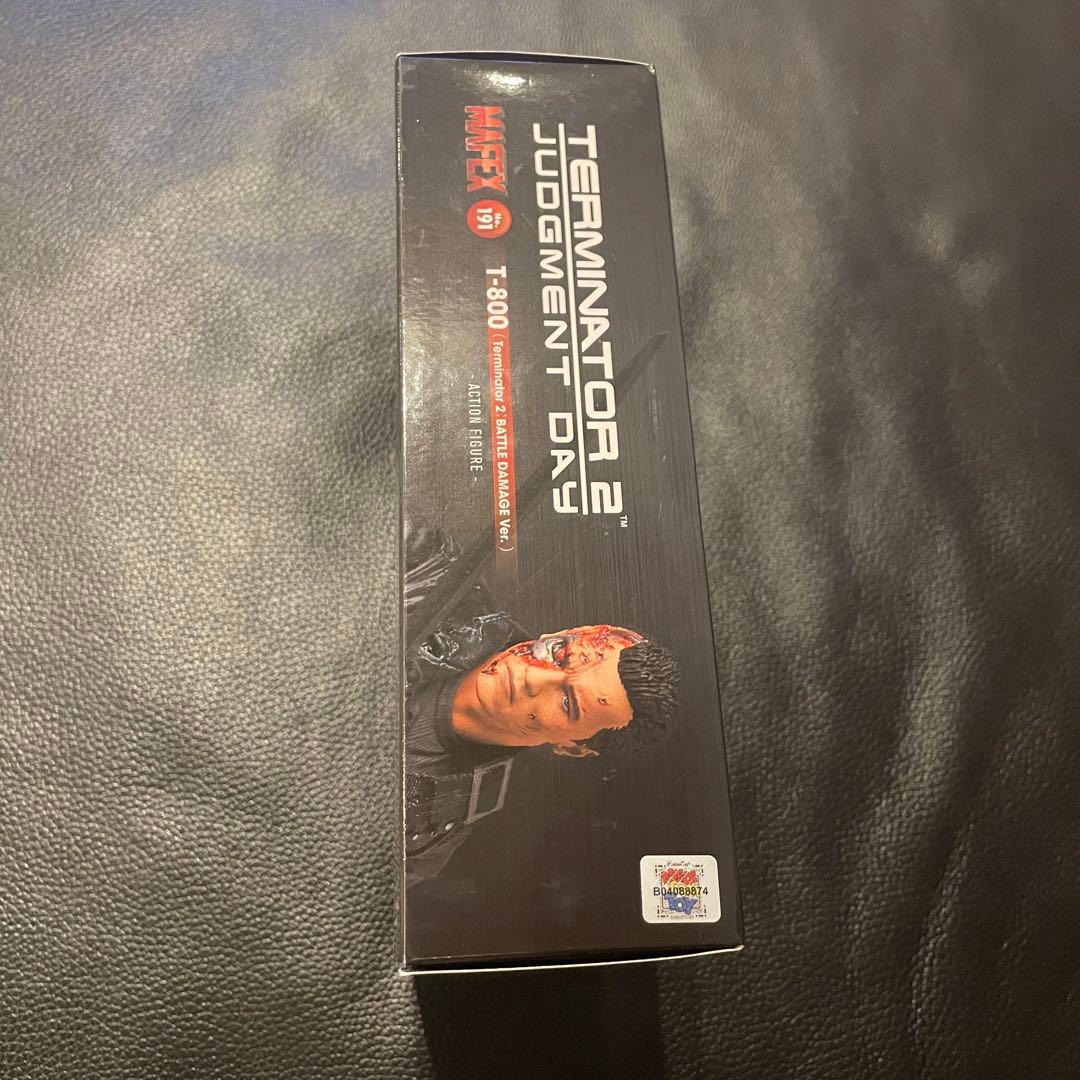 TERMINATOR 2™
JUDGMENT DAY
MAFEX No. 191
T-800 (Terminator 2: BATTLE DAMAGE Ver.)
- ACTION FIGURE -
B04088874
TOY